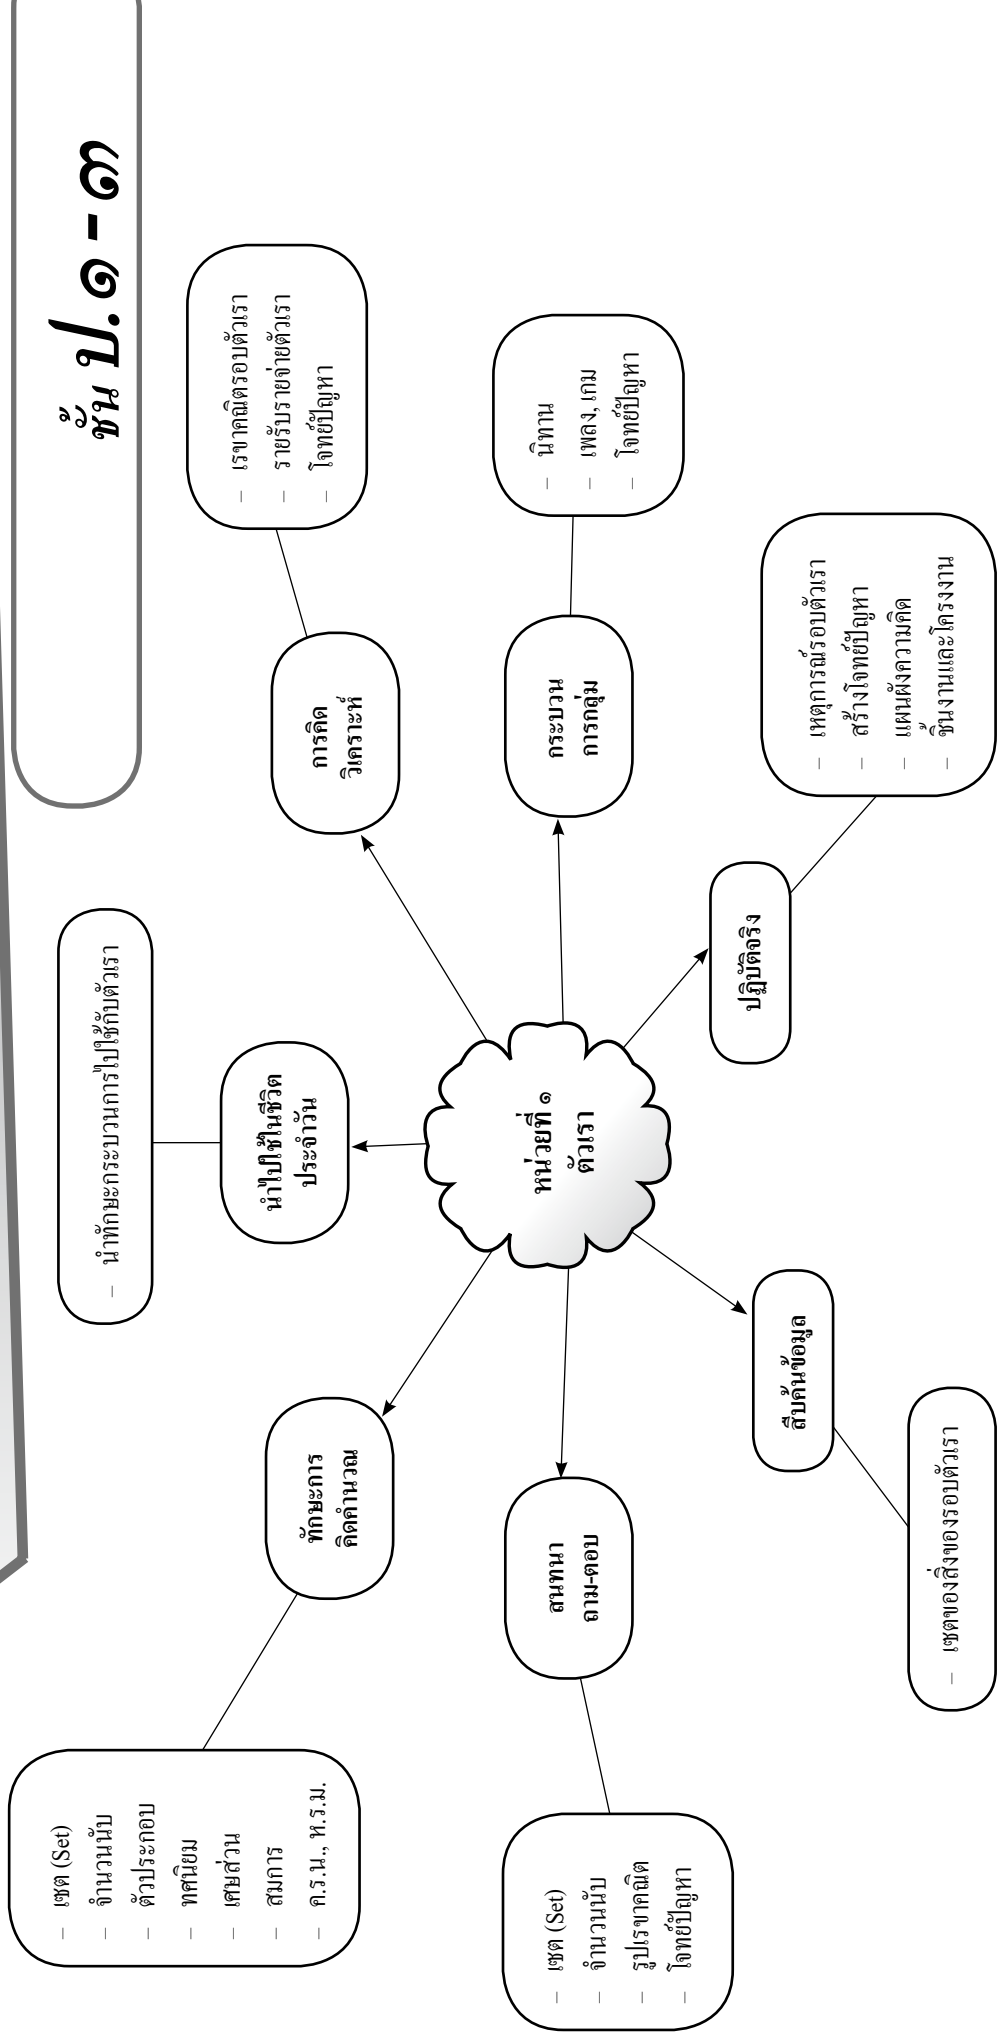 ชั้น ป.๑ - ๓
– เซต (Set)
– จำนวนนับ
– ตัวประกอบ
– ทศนิยม
– เศษส่วน
– สมการ
– ค.ร.น., ห.ร.ม.
ทักษะการ
คิดคำนวณ
– นำทักษะกระบวนการไปใช้กับตัวเรา
นำไปใช้ในชีวิต
ประจำวัน
– เรขาคณิตรอบตัวเรา
– รายรับรายจ่ายตัวเรา
– โจทย์ปัญหา
การคิด
วิเคราะห์
– เซต (Set)
– จำนวนนับ
– รูปเรขาคณิต
– โจทย์ปัญหา
สนทนา
ถาม-ตอบ
หน่วยที่ ๑
ตัวเรา
กระบวน
การกลุ่ม
– นิทาน
– เพลง, เกม
– โจทย์ปัญหา
สืบค้นข้อมูล
– เซตของสิ่งของรอบตัวเรา
ปฏิบัติจริง
– เหตุการณ์รอบตัวเรา
– สร้างโจทย์ปัญหา
– แผนผังความคิด
– ชิ้นงานและโครงงาน